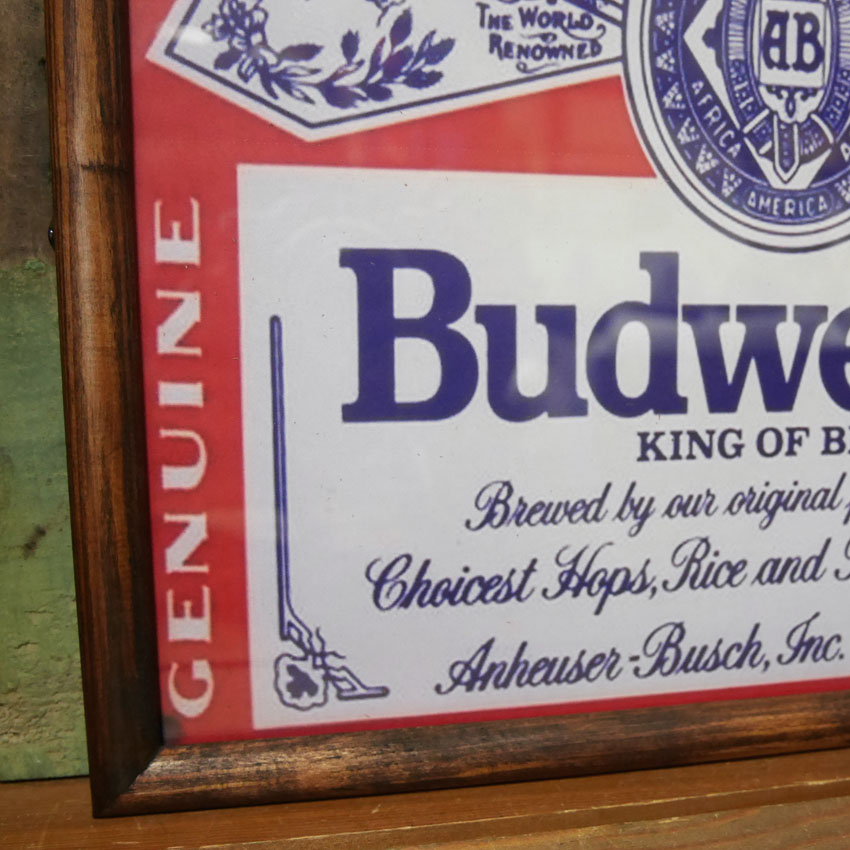 THE WORLD
RENOWNED
AB
AFRICA
AMERICA
GENUINE
Budwe
KING OF B
Brewed by our original
Choicest Hops, Rice and
Anheuser-Busch, Inc.